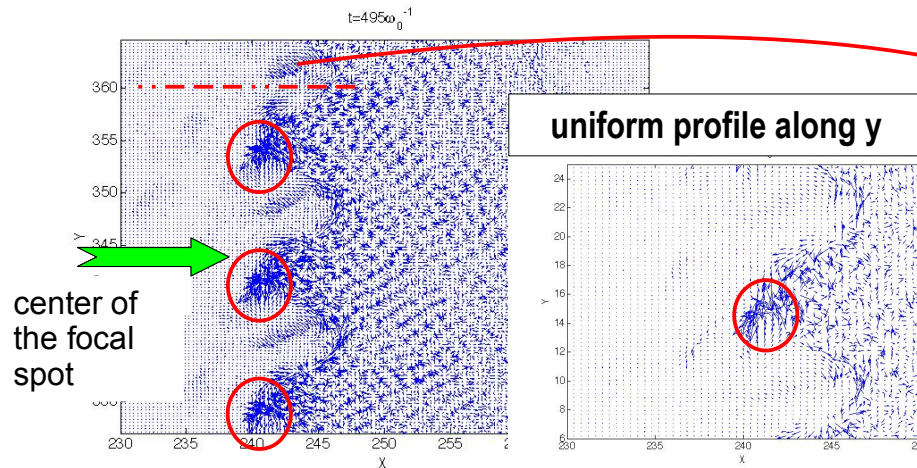 t=495ω₀⁻¹
360
355
350
345
230
235
240
245
250
255
X
Y
center of
the focal
spot
uniform profile along y
24
22
20
18
16
14
12
10
8
6
230
235
240
245
X
Y